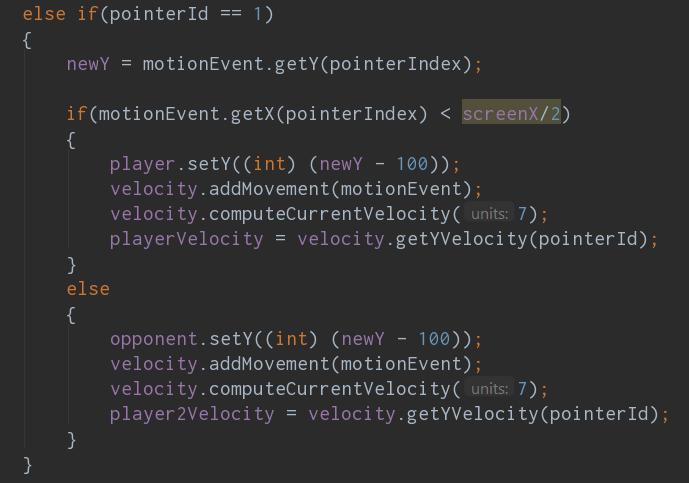 else if(pointerId == 1)
{
newY = motionEvent.getY(pointerIndex);
if(motionEvent.getX(pointerIndex) < screenX/2)
{
player.setY((int) (newY - 100));
velocity.addMovement(motionEvent);
velocity.computeCurrentVelocity( units: 7);
playerVelocity = velocity.getYVelocity(pointerId);
}
else
{
opponent.setY((int) (newY - 100));
velocity.addMovement(motionEvent);
velocity.computeCurrentVelocity( units: 7);
player2Velocity = velocity.getYVelocity(pointerId);
}
}